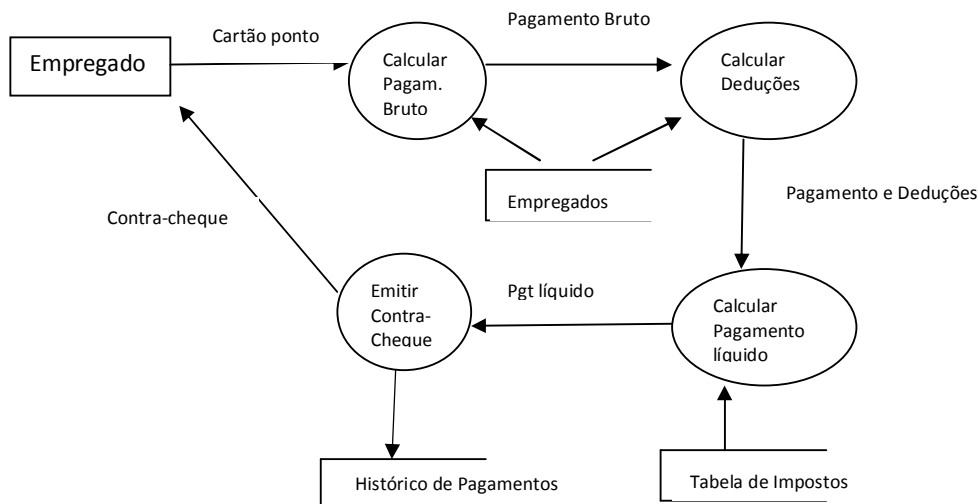 Pagamento Bruto
Cartão ponto
Empregado
Calcular
Pagam.
Bruto
Calcular
Deduções
Empregados
Pagamento e Deduções
Contra-cheque
Emitir
Contra-
Cheque
Pgt líquido
Calcular
Pagamento
líquido
Histórico de Pagamentos
Tabela de Impostos